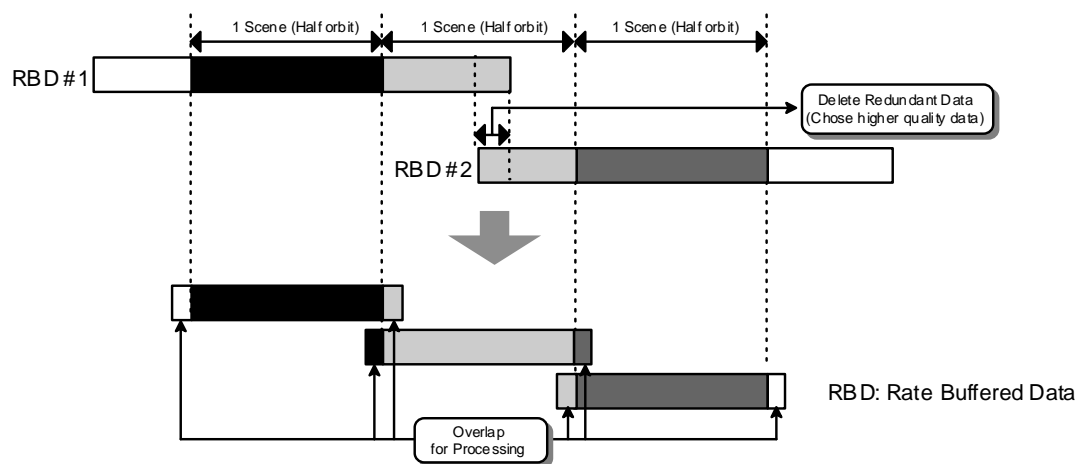 1 Scene (Half orbit)
1 Scene (Half orbit)
1 Scene (Half orbit)
RBD #1
Delete Redundant Data
(Chose higher quality data)
RBD #2
RBD: Rate Buffered Data
Overlap
for Processing